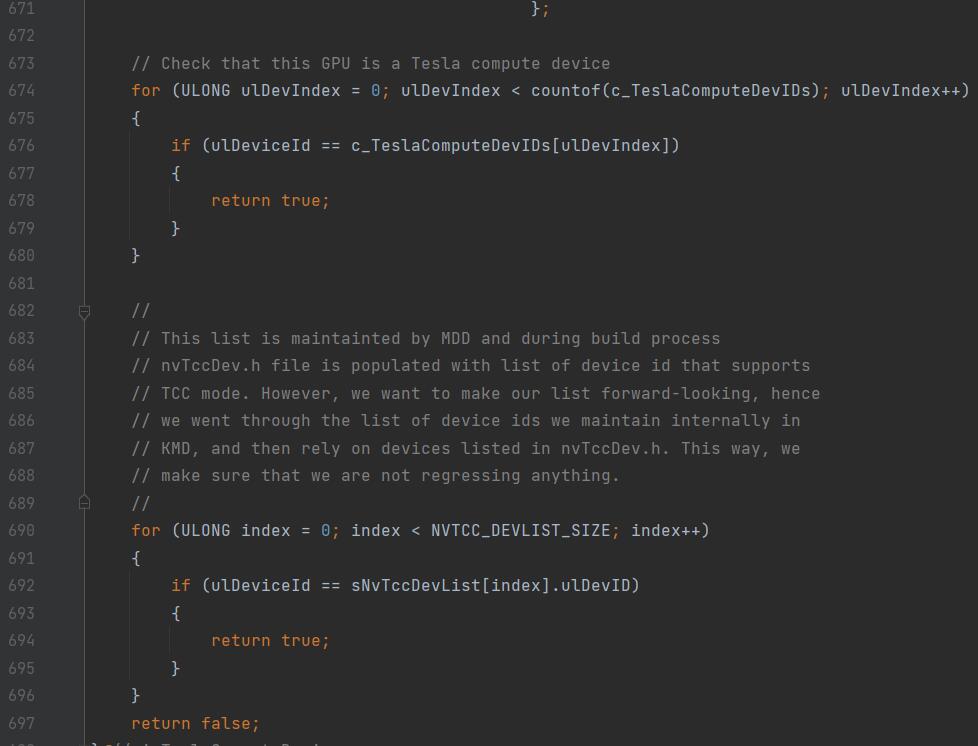 671 };
672
673 // Check that this GPU is a Tesla compute device
674 for (ULONG ulDevIndex = 0; ulDevIndex < countof(c_TeslaComputeDevIDs); ulDevIndex++)
675 {
676 if (ulDeviceId == c_TeslaComputeDevIDs[ulDevIndex])
677 {
678 return true;
679 }
680 }
681
682 //
683 // This list is maintainted by MDD and during build process
684 // nvTccDev.h file is populated with list of device id that supports
685 // TCC mode. However, we want to make our list forward-looking, hence
686 // we went through the list of device ids we maintain internally in
687 // KMD, and then rely on devices listed in nvTccDev.h. This way, we
688 // make sure that we are not regressing anything.
689 //
690 for (ULONG index = 0; index < NVTCC_DEVLIST_SIZE; index++)
691 {
692 if (ulDeviceId == sNvTccDevList[index].ulDevID)
693 {
694 return true;
695 }
696 }
697 return false;